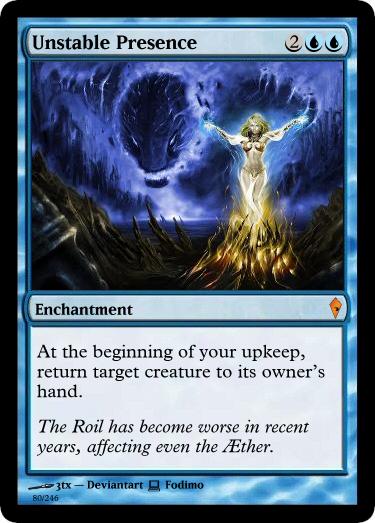 Unstable Presence 2
Enchantment
At the beginning of your upkeep,
return target creature to its owner's
hand.
The Roil has become worse in recent
years, affecting even the Æther.
3tx — Deviantart Fodimo
80/246